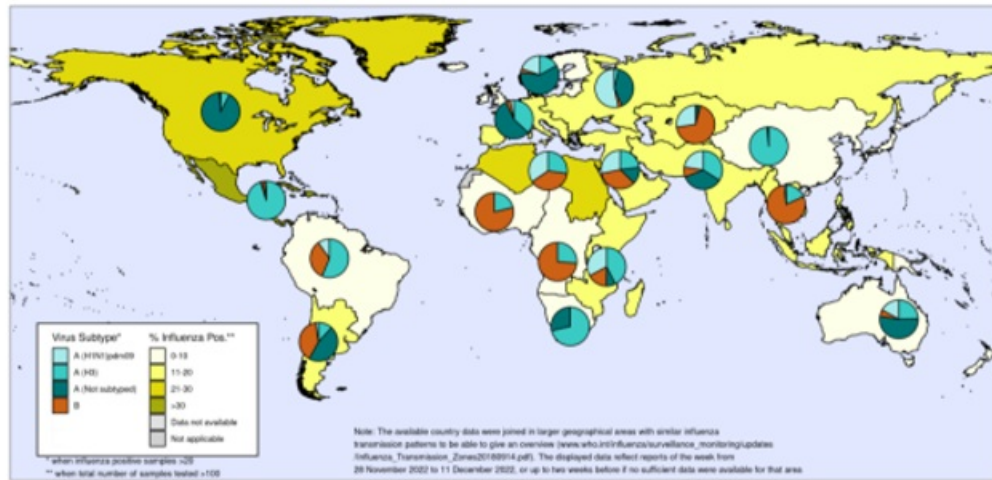 Virus Subtype*
A (H1N1)pdm09
A (H3)
A (Not subtyped)
B
% Influenza Pos.**
0-10
11-20
21-30
>30
Data not available
Not applicable
* when influenza positive samples >20
** when total number of samples tested >100
Note: The available country data were joined in larger geographical areas with similar influenza
transmission patterns to be able to give an overview (www.who.int/influenza/surveillance_monitoring/updates
/Influenza_Transmission_Zones20180914.pdf). The displayed data reflect reports of the week from
28 November 2022 to 11 December 2022, or up to two weeks before if no sufficient data were available for that area